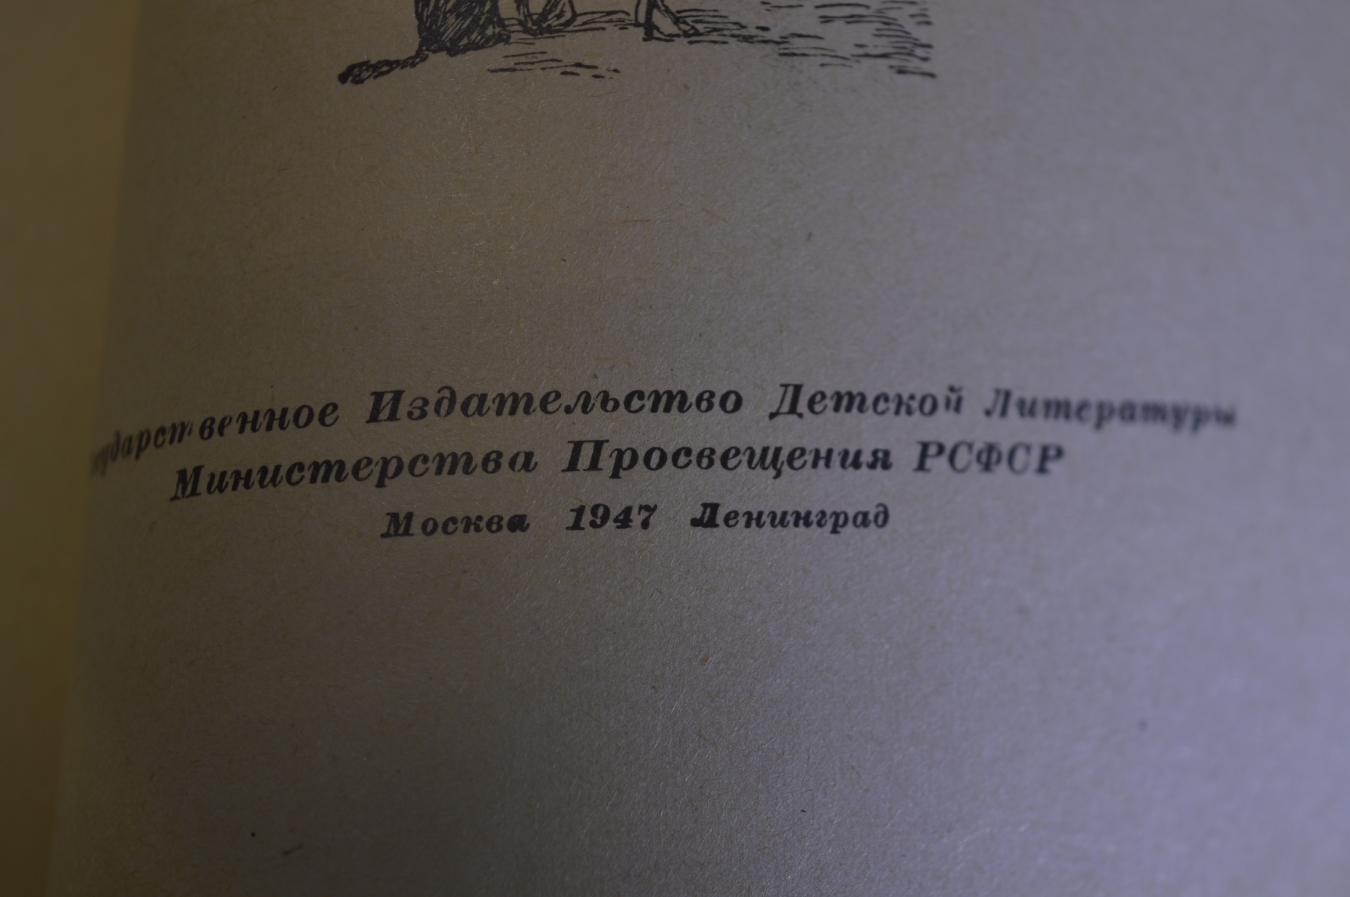 государственное Издательство Детской Литературы
Министерства Просвещения РСФСР
Москва 1947 Ленинград